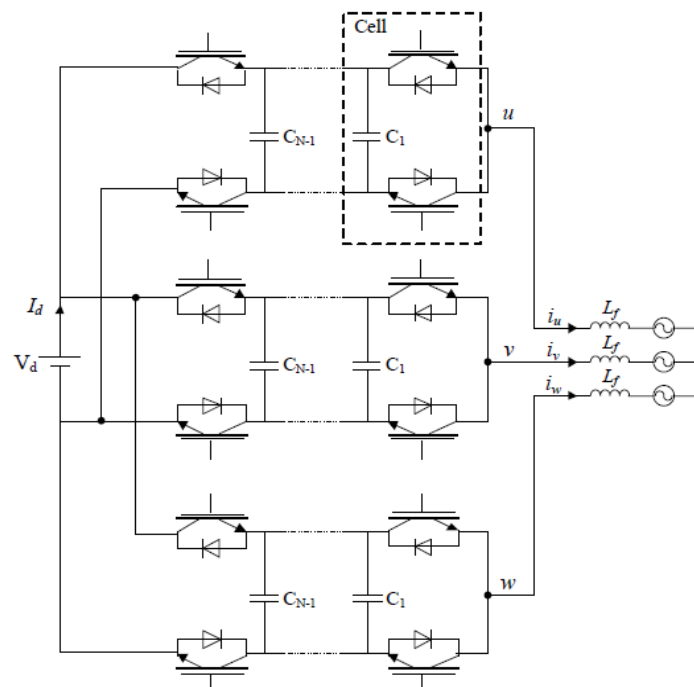 Cell
C_{N-1}
C_1
u
I_d
V_d
C_{N-1}
C_1
v
i_u
L_f
i_v
L_f
i_w
L_f
C_{N-1}
C_1
w